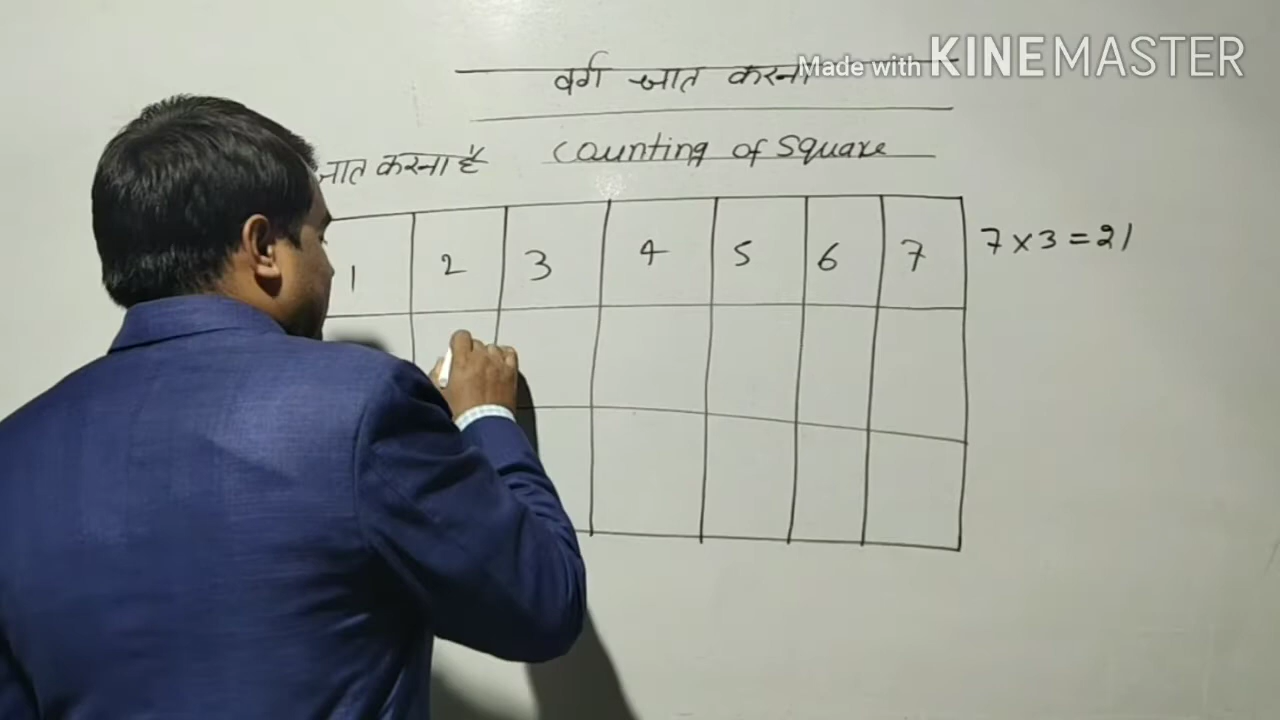 Made with KINEMASTER
वर्ग ज्ञात करना
Counting of Square
ज्ञात करना है
1 2 3 4 5 6 7 7 x 3 = 21